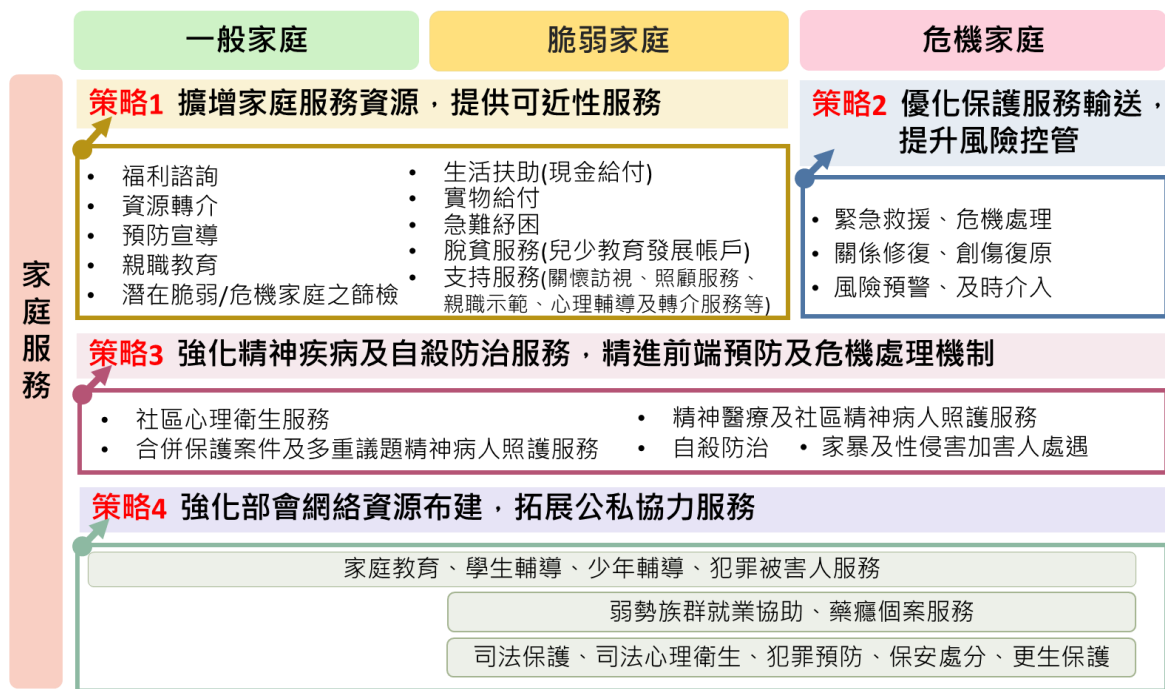 一般家庭
脆弱家庭
危機家庭
家庭服務
策略1 擴增家庭服務資源，提供可近性服務
• 福利諮詢
• 資源轉介
• 預防宣導
• 親職教育
• 潛在脆弱/危機家庭之篩檢
• 生活扶助(現金給付)
• 實物給付
• 急難紓困
• 脫貧服務(兒少教育發展帳戶)
• 支持服務(關懷訪視、照顧服務、
親職示範、心理輔導及轉介服務等)
策略2 優化保護服務輸送，
提升風險控管
• 緊急救援、危機處理
• 關係修復、創傷復原
• 風險預警、及時介入
策略3 強化精神疾病及自殺防治服務，精進前端預防及危機處理機制
• 社區心理衛生服務
• 合併保護案件及多重議題精神病人照護服務
• 精神醫療及社區精神病人照護服務
• 自殺防治 • 家暴及性侵害加害人處遇
策略4 強化部會網絡資源布建，拓展公私協力服務
家庭教育、學生輔導、少年輔導、犯罪被害人服務
弱勢族群就業協助、藥癮個案服務
司法保護、司法心理衛生、犯罪預防、保安處分、更生保護